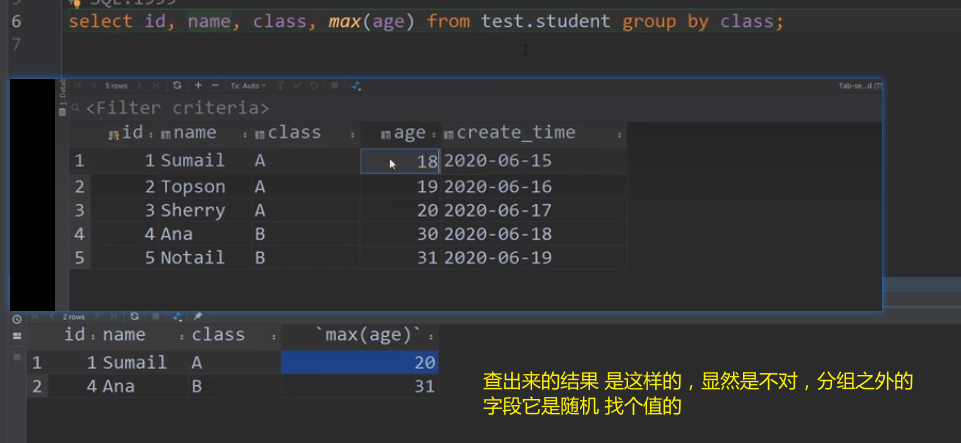 SQL:1999
6 select id, name, class, max(age) from test.student group by class;
7
5 rows Tx: Auto Tab-se...d
<Filter criteria>
id name class age create_time
1 1 Sumail A 18 2020-06-15
2 2 Topson A 19 2020-06-16
3 3 Sherry A 20 2020-06-17
4 4 Ana B 30 2020-06-18
5 5 Notail B 31 2020-06-19
2 rows
id name class `max(age)`
1 1 Sumail A 20
2 4 Ana B 31
查出来的结果 是这样的，显然是不对，分组之外的
字段它是随机 找个值的